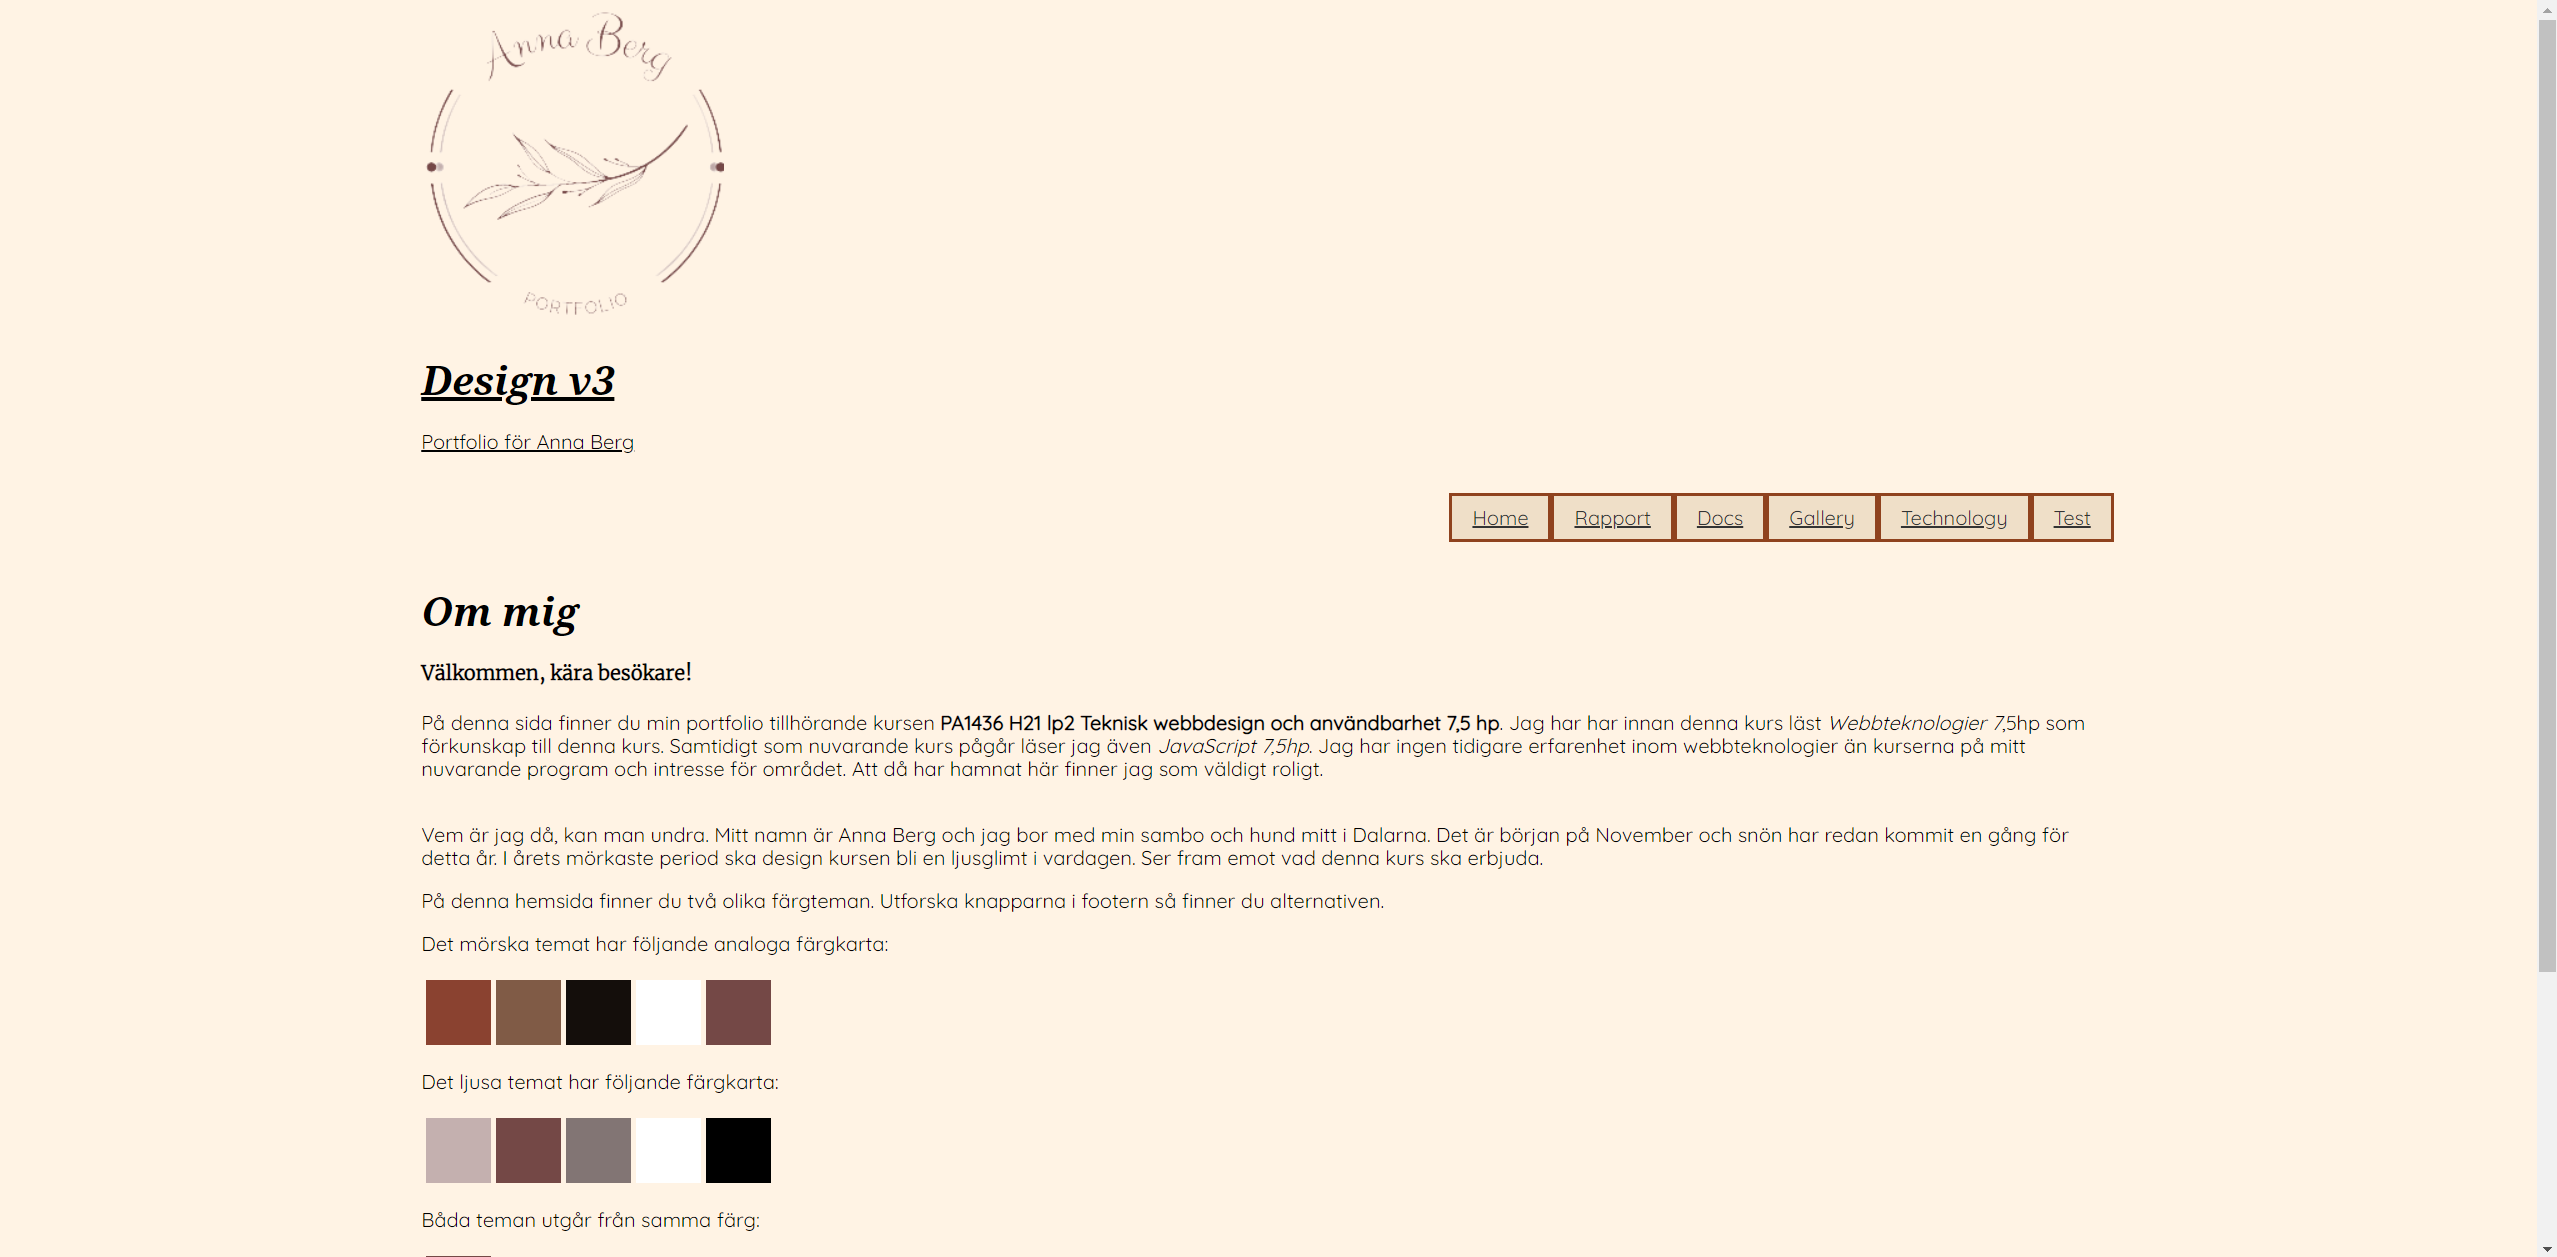 Anna Berg
PORTFOLIO
Design v3
Portfolio för Anna Berg
Home Rapport Docs Gallery Technology Test
Om mig
Välkommen, kära besökare!
På denna sida finner du min portfolio tillhörande kursen PA1436 H21 lp2 Teknisk webbdesign och användbarhet 7,5 hp. Jag har har innan denna kurs läst Webbteknologier 7,5hp som
förkunskap till denna kurs. Samtidigt som nuvarande kurs pågår läser jag även JavaScript 7,5hp. Jag har ingen tidigare erfarenhet inom webbteknologier än kurserna på mitt
nuvarande program och intresse för området. Att då har hamnat här finner jag som väldigt roligt.
Vem är jag då, kan man undra. Mitt namn är Anna Berg och jag bor med min sambo och hund mitt i Dalarna. Det är början på November och snön har redan kommit en gång för
detta år. I årets mörkaste period ska design kursen bli en ljusglimt i vardagen. Ser fram emot vad denna kurs ska erbjuda.
På denna hemsida finner du två olika färgteman. Utforska knapparna i footern så finner du alternativen.
Det mörska temat har följande analoga färgkarta:
Det ljusa temat har följande färgkarta:
Båda teman utgår från samma färg: